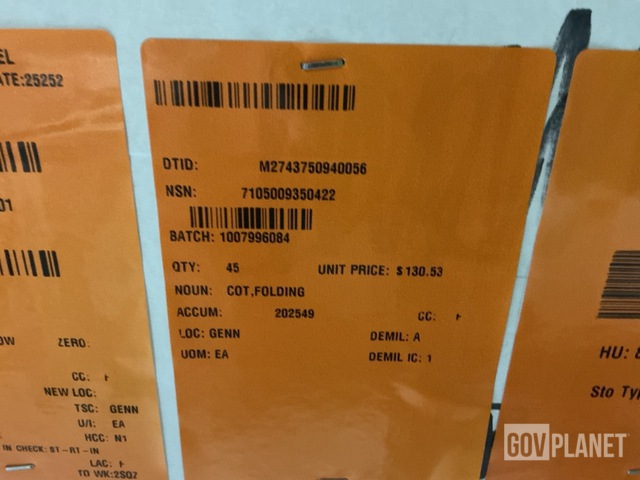 EL
ATE:25252
01
OW ZERO:
CC: F
NEW LOC:
TSC: GENN
U/I: EA
HCC: N1
IN CHECK: ST-RT-IN
LAC: F
TO WK:2SQZ
DTID: M2743750940056
NSN: 7105009350422
BATCH: 1007996084
QTY: 45 UNIT PRICE: $130.53
NOUN: COT,FOLDING
ACCUM: 202549 CC: F
LOC: GENN DEMIL: A
UOM: EA DEMIL IC: 1
HU: 8
Sto Typ
GOVPLANET